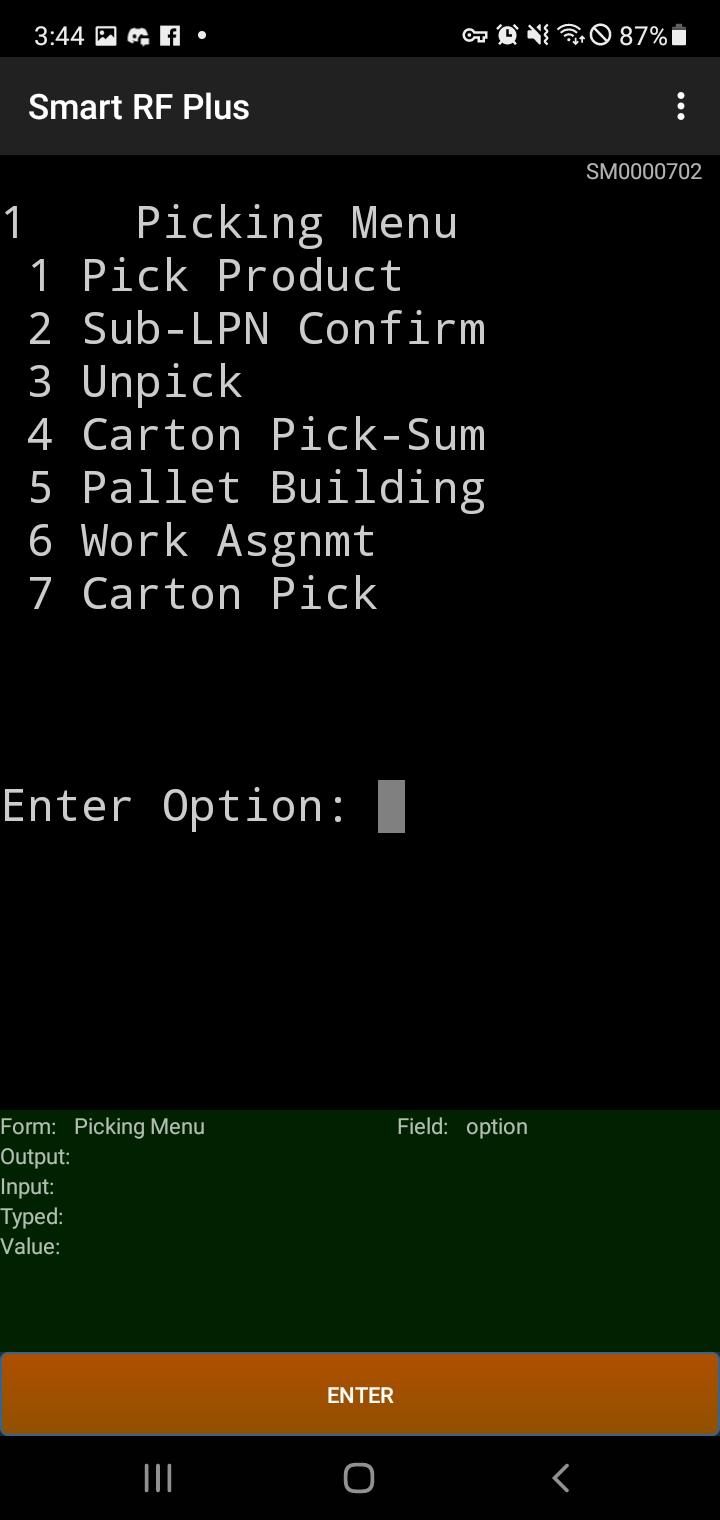 3:44 87%
Smart RF Plus
SM0000702
1 Picking Menu
1 Pick Product
2 Sub-LPN Confirm
3 Unpick
4 Carton Pick-Sum
5 Pallet Building
6 Work Asgnmt
7 Carton Pick
Enter Option:
Form: Picking Menu Field: option
Output:
Input:
Typed:
Value:
ENTER